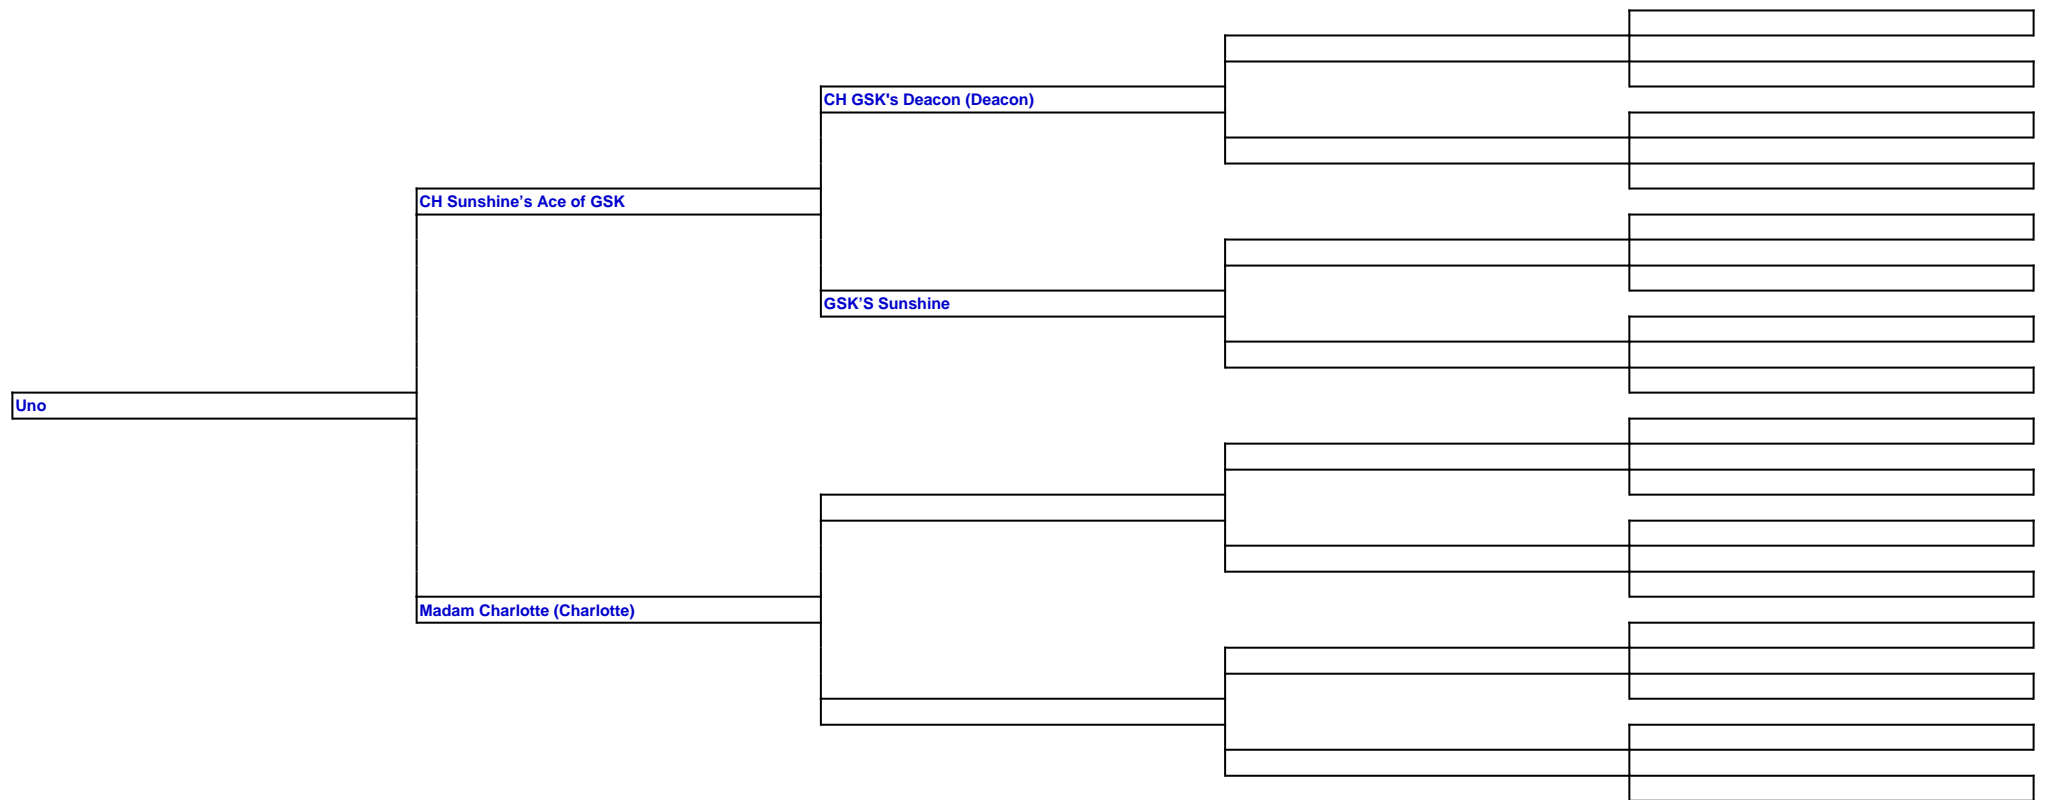 CH GSK's Deacon (Deacon)
CH Sunshine’s Ace of GSK
GSK’S Sunshine
Uno
Madam Charlotte (Charlotte)